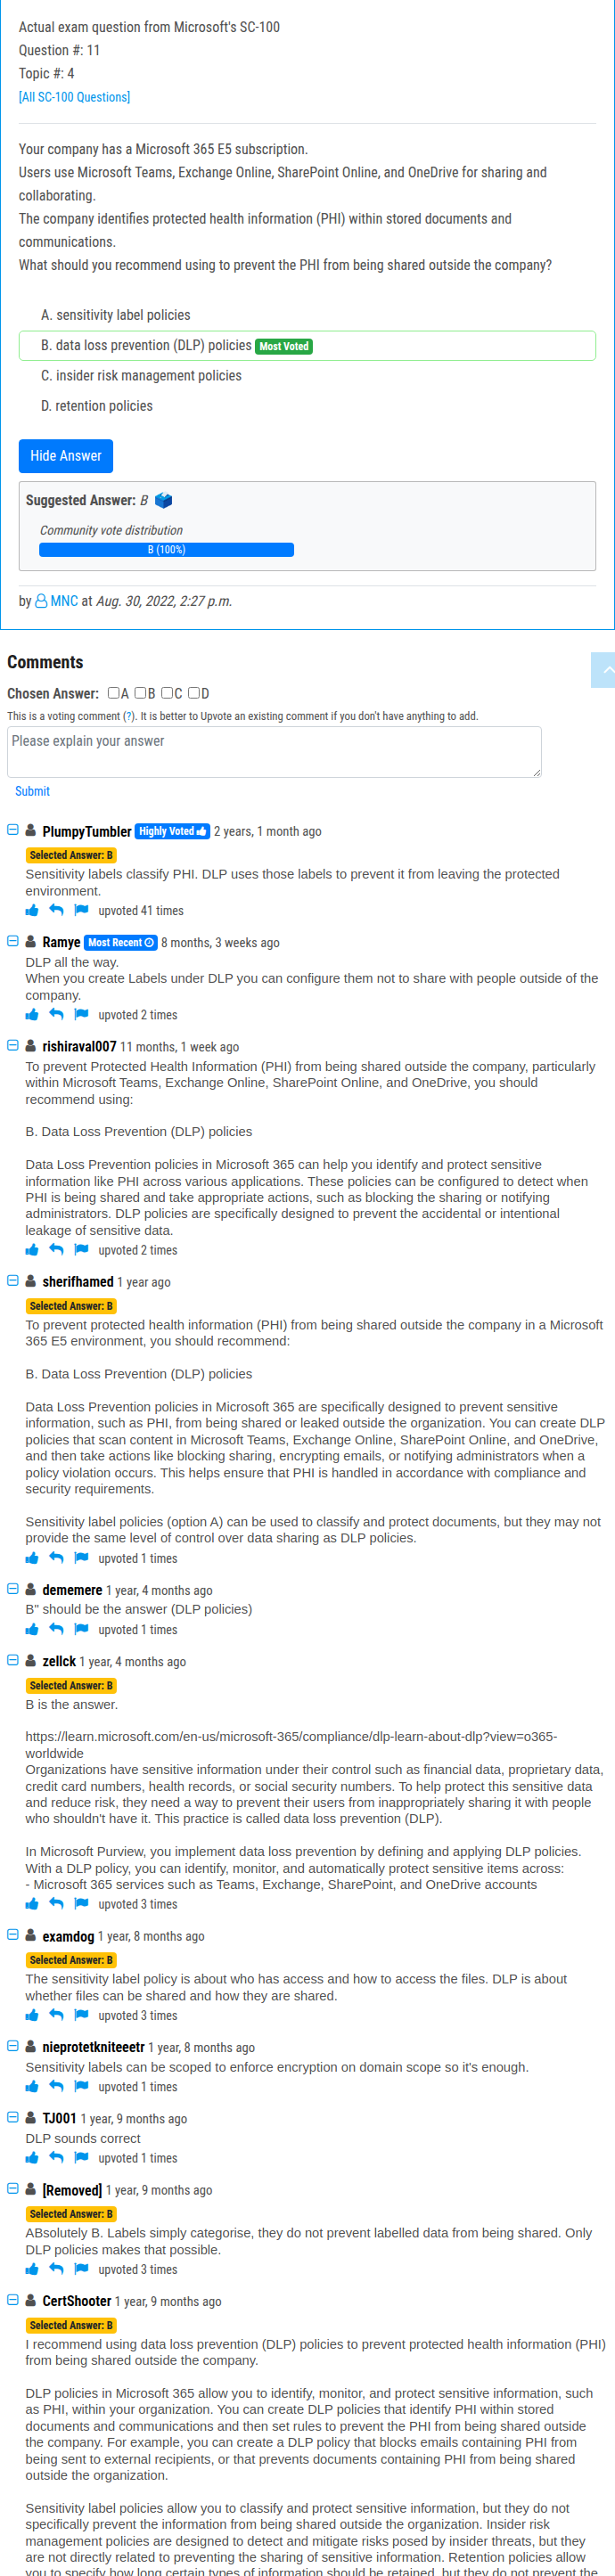 Actual exam question from Microsoft's SC-100
Question #: 11
Topic #: 4
[All SC-100 Questions]
Your company has a Microsoft 365 E5 subscription.
Users use Microsoft Teams, Exchange Online, SharePoint Online, and OneDrive for sharing and
collaborating.
The company identifies protected health information (PHI) within stored documents and
communications.
What should you recommend using to prevent the PHI from being shared outside the company?
A. sensitivity label policies
B. data loss prevention (DLP) policies Most Voted
C. insider risk management policies
D. retention policies
Hide Answer
Suggested Answer: B
Community vote distribution
B (100%)
by MNC at Aug. 30, 2022, 2:27 p.m.
Comments
Chosen Answer: A B C D
This is a voting comment (?). It is better to Upvote an existing comment if you don't have anything to add.
Please explain your answer
Submit
PlumpyTumbler Highly Voted 2 years, 1 month ago
Selected Answer: B
Sensitivity labels classify PHI. DLP uses those labels to prevent it from leaving the protected
environment.
upvoted 41 times
Ramye Most Recent 8 months, 3 weeks ago
DLP all the way.
When you create Labels under DLP you can configure them not to share with people outside of the
company.
upvoted 2 times
rishiraval007 11 months, 1 week ago
To prevent Protected Health Information (PHI) from being shared outside the company, particularly
within Microsoft Teams, Exchange Online, SharePoint Online, and OneDrive, you should
recommend using:
B. Data Loss Prevention (DLP) policies
Data Loss Prevention policies in Microsoft 365 can help you identify and protect sensitive
information like PHI across various applications. These policies can be configured to detect when
PHI is being shared and take appropriate actions, such as blocking the sharing or notifying
administrators. DLP policies are specifically designed to prevent the accidental or intentional
leakage of sensitive data.
upvoted 2 times
sherifhamed 1 year ago
Selected Answer: B
To prevent protected health information (PHI) from being shared outside the company in a Microsoft
365 E5 environment, you should recommend:
B. Data Loss Prevention (DLP) policies
Data Loss Prevention policies in Microsoft 365 are specifically designed to prevent sensitive
information, such as PHI, from being shared or leaked outside the organization. You can create DLP
policies that scan content in Microsoft Teams, Exchange Online, SharePoint Online, and OneDrive,
and then take actions like blocking sharing, encrypting emails, or notifying administrators when a
policy violation occurs. This helps ensure that PHI is handled in accordance with compliance and
security requirements.
Sensitivity label policies (option A) can be used to classify and protect documents, but they may not
provide the same level of control over data sharing as DLP policies.
upvoted 1 times
dememere 1 year, 4 months ago
B" should be the answer (DLP policies)
upvoted 1 times
zellck 1 year, 4 months ago
Selected Answer: B
B is the answer.
https://learn.microsoft.com/en-us/microsoft-365/compliance/dlp-learn-about-dlp?view=o365-
worldwide
Organizations have sensitive information under their control such as financial data, proprietary data,
credit card numbers, health records, or social security numbers. To help protect this sensitive data
and reduce risk, they need a way to prevent their users from inappropriately sharing it with people
who shouldn't have it. This practice is called data loss prevention (DLP).
In Microsoft Purview, you implement data loss prevention by defining and applying DLP policies.
With a DLP policy, you can identify, monitor, and automatically protect sensitive items across:
- Microsoft 365 services such as Teams, Exchange, SharePoint, and OneDrive accounts
upvoted 3 times
examdog 1 year, 8 months ago
Selected Answer: B
The sensitivity label policy is about who has access and how to access the files. DLP is about
whether files can be shared and how they are shared.
upvoted 3 times
nieprotetkniteeetr 1 year, 8 months ago
Sensitivity labels can be scoped to enforce encryption on domain scope so it's enough.
upvoted 1 times
TJ001 1 year, 9 months ago
DLP sounds correct
upvoted 1 times
[Removed] 1 year, 9 months ago
Selected Answer: B
ABsolutely B. Labels simply categorise, they do not prevent labelled data from being shared. Only
DLP policies makes that possible.
upvoted 3 times
CertShooter 1 year, 9 months ago
Selected Answer: B
I recommend using data loss prevention (DLP) policies to prevent protected health information (PHI)
from being shared outside the company.
DLP policies in Microsoft 365 allow you to identify, monitor, and protect sensitive information, such
as PHI, within your organization. You can create DLP policies that identify PHI within stored
documents and communications and then set rules to prevent the PHI from being shared outside
the company. For example, you can create a DLP policy that blocks emails containing PHI from
being sent to external recipients, or that prevents documents containing PHI from being shared
outside the organization.
Sensitivity label policies allow you to classify and protect sensitive information, but they do not
specifically prevent the information from being shared outside the organization. Insider risk
management policies are designed to detect and mitigate risks posed by insider threats, but they
are not directly related to preventing the sharing of sensitive information. Retention policies allow
you to specify how long certain types of information should be retained, but they do not prevent the